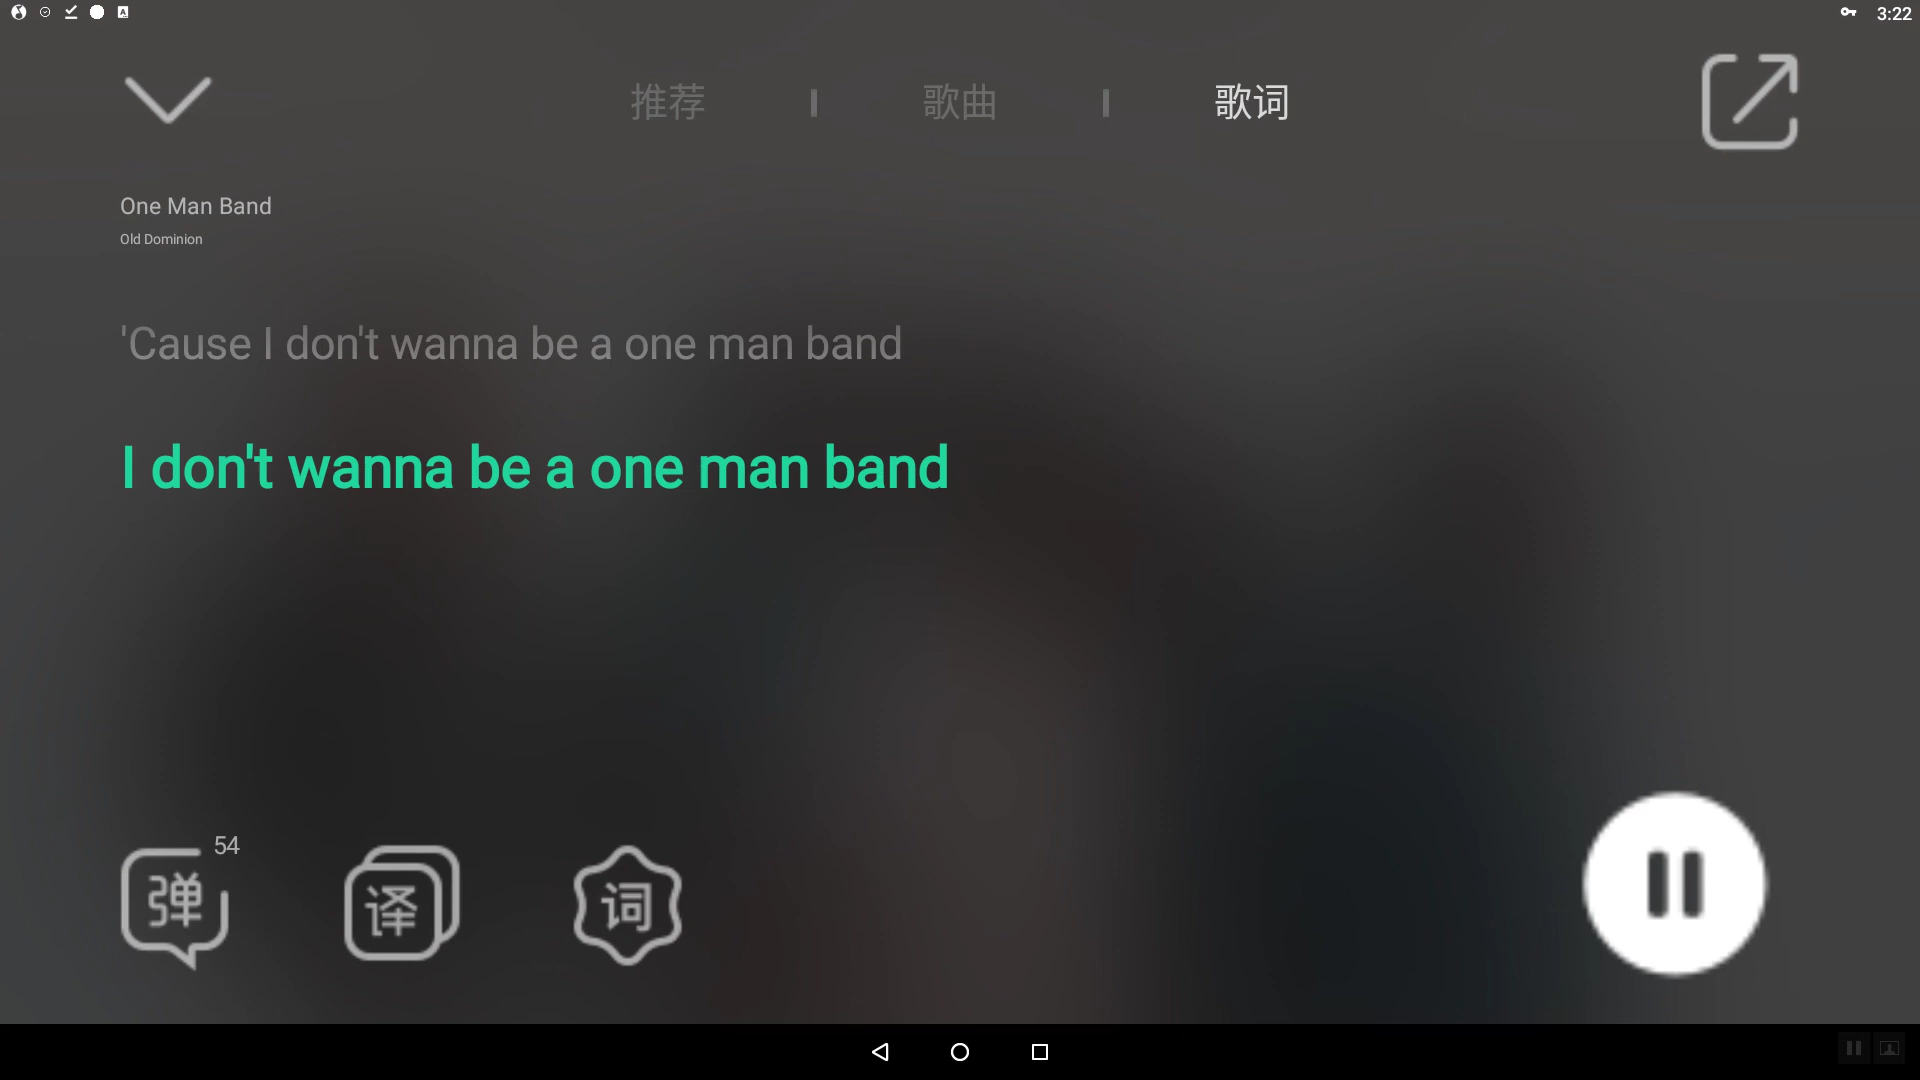 3:22
推荐 歌曲 歌词
One Man Band
Old Dominion
'Cause I don't wanna be a one man band
I don't wanna be a one man band
弹 54 译 词